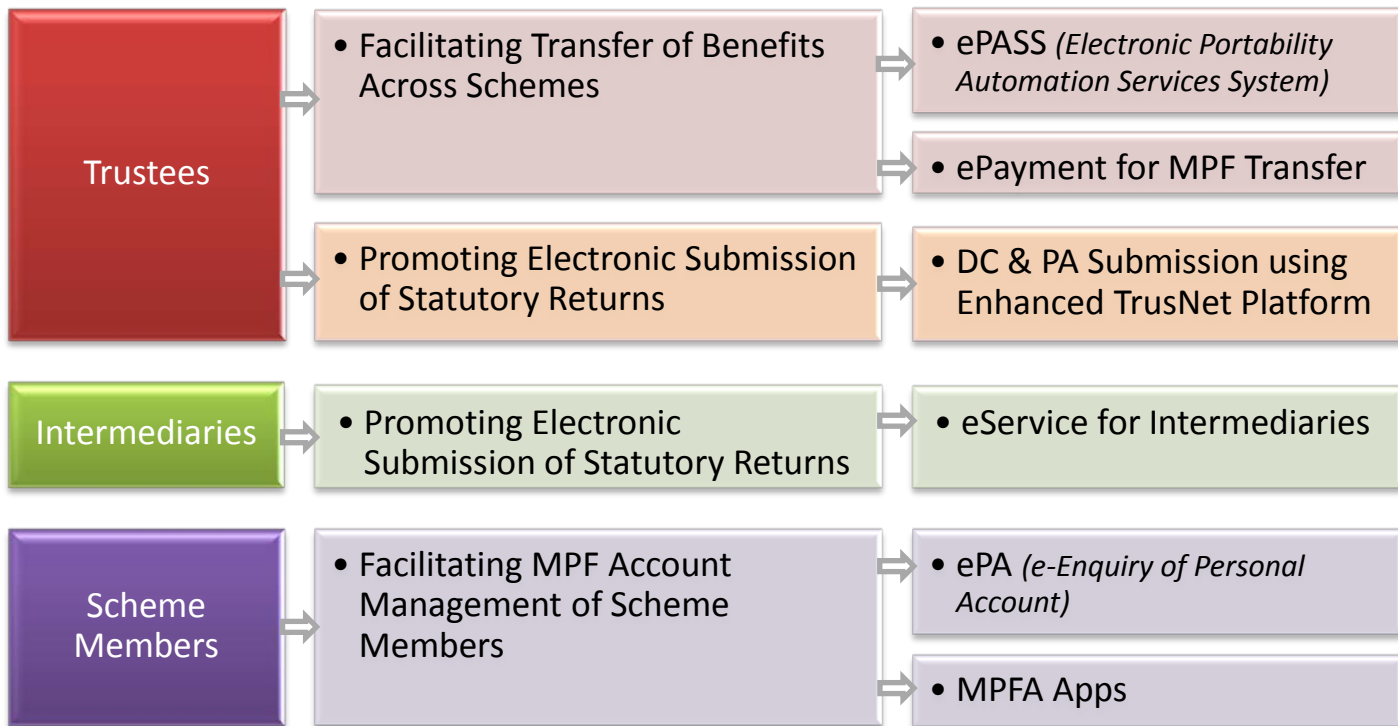 Trustees
• Facilitating Transfer of Benefits
Across Schemes
• ePASS (Electronic Portability
Automation Services System)
• ePayment for MPF Transfer
• Promoting Electronic Submission
of Statutory Returns
• DC & PA Submission using
Enhanced TrusNet Platform
Intermediaries
• Promoting Electronic
Submission of Statutory Returns
• eService for Intermediaries
Scheme
Members
• Facilitating MPF Account
Management of Scheme
Members
• ePA (e-Enquiry of Personal
Account)
• MPFA Apps